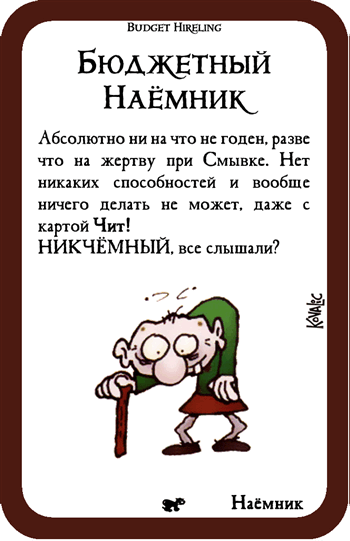 Budget Hireling
Бюджетный
Наёмник
Абсолютно ни на что не годен, разве
что на жертву при Смывке. Нет
никаких способностей и вообще
ничего делать не может, даже с
картой Чит!
НИКЧЁМНЫЙ, все слышали?
Kovalic
Наёмник